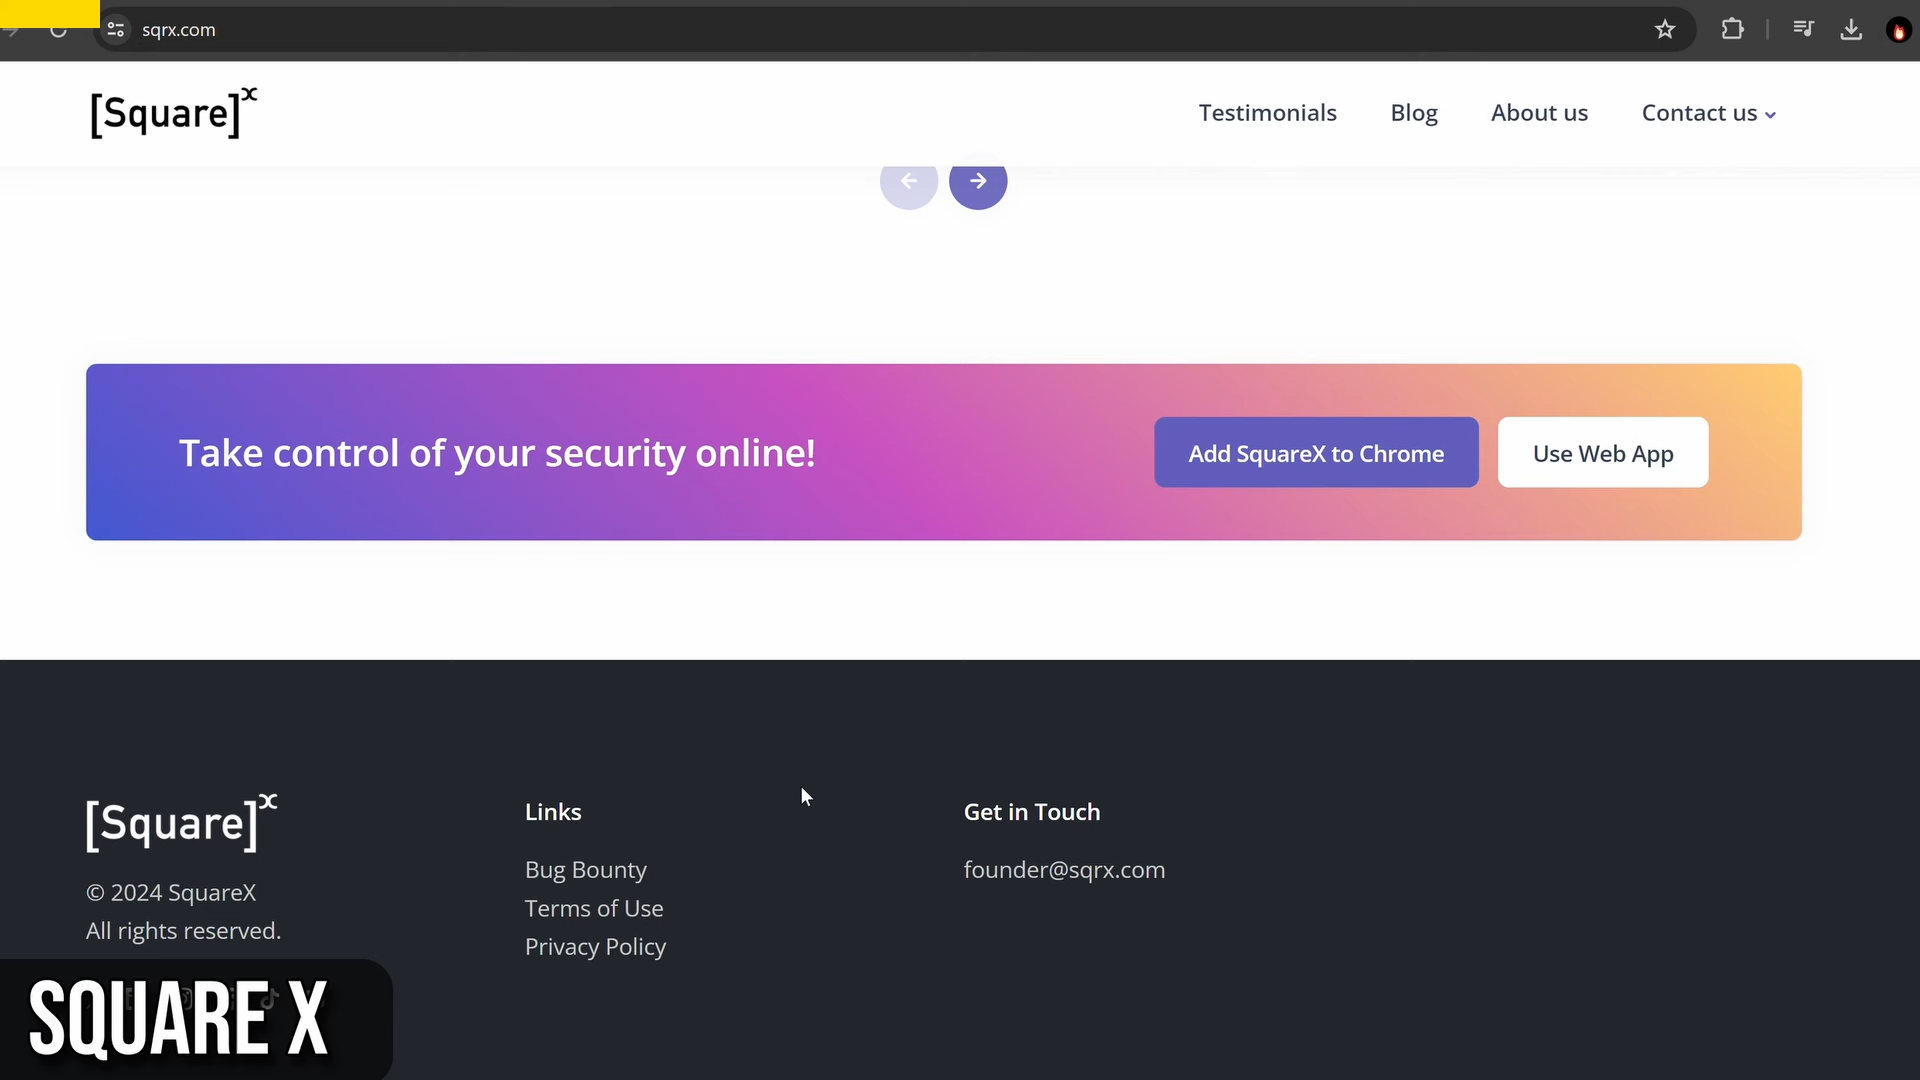 sqrx.com
[Square]x
Testimonials
Blog
About us
Contact us
Take control of your security online!
Add SquareX to Chrome
Use Web App
[Square]x
© 2024 SquareX
All rights reserved.
Links
Bug Bounty
Terms of Use
Privacy Policy
Get in Touch
founder@sqrx.com
SQUARE X